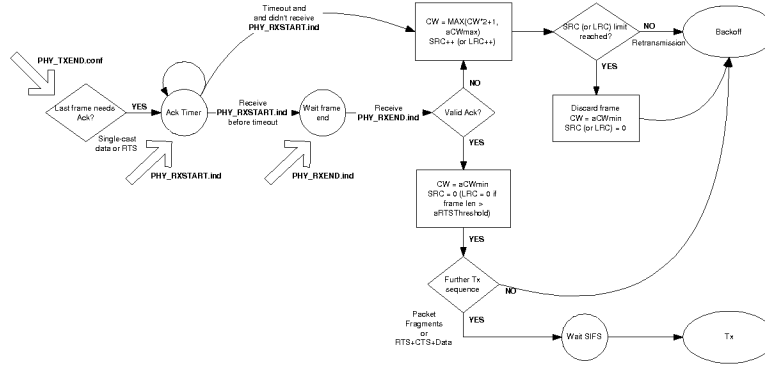 Timeout and
and didn't receive
PHY_RXSTART.ind
CW = MAX(CW*2+1,
aCWmax)
SRC++ (or LRC++)
SRC (or LRC) limit
reached?
NO
Retransmission
Backoff
YES
PHY_TXEND.conf
Last frame needs
Ack?
YES
Single-cast
data or RTS
Ack Timer
Receive
PHY_RXSTART.ind
before timeout
Wait frame
end
Receive
PHY_RXEND.ind
NO
Valid Ack?
Discard frame
CW = aCWmin
SRC (or LRC) = 0
YES
PHY_RXSTART.ind
PHY_RXEND.ind
CW = aCWmin
SRC = 0 (LRC = 0 if
frame len >
aRTSThreshold)
YES
Further Tx
sequence
NO
YES
Packet
Fragments
or
RTS+CTS+Data
Wait SIFS
Tx